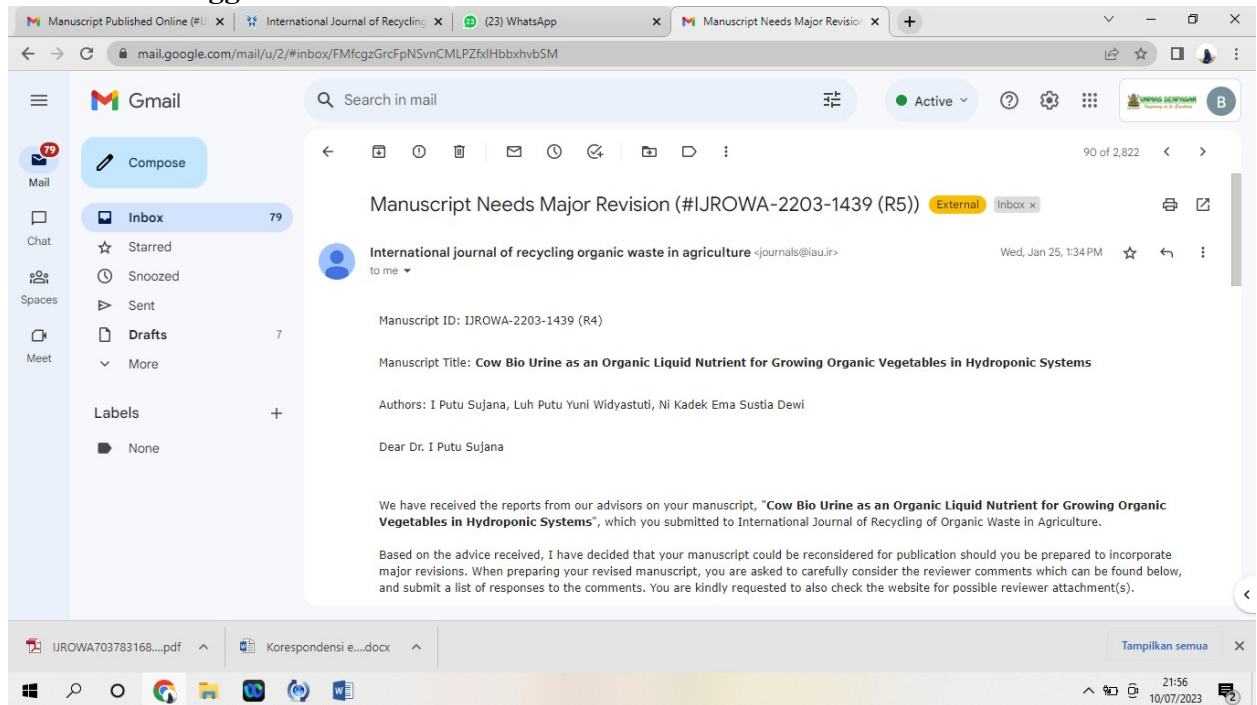 Manuscript Published Online (#U
International Journal of Recycling
(23) WhatsApp
Manuscript Needs Major Revision
mail.google.com/mail/u/2/#inbox/FMfcgzGrcFpNSvnCMLPZfxlHbbxhvbSM
Gmail
Search in mail
Active
UNMAS DENPASAR
B
79
Mail
Chat
Spaces
Meet
Compose
Inbox 79
Starred
Snoozed
Sent
Drafts 7
More
Labels +
None
90 of 2,822
Manuscript Needs Major Revision (#IJROWA-2203-1439 (R5)) External Inbox x
International journal of recycling organic waste in agriculture <journals@iau.ir> Wed, Jan 25, 1:34 PM
to me
Manuscript ID: IJROWA-2203-1439 (R4)
Manuscript Title: Cow Bio Urine as an Organic Liquid Nutrient for Growing Organic Vegetables in Hydroponic Systems
Authors: I Putu Sujana, Luh Putu Yuni Widyastuti, Ni Kadek Ema Sustia Dewi
Dear Dr. I Putu Sujana
We have received the reports from our advisors on your manuscript, "Cow Bio Urine as an Organic Liquid Nutrient for Growing Organic
Vegetables in Hydroponic Systems", which you submitted to International Journal of Recycling of Organic Waste in Agriculture.
Based on the advice received, I have decided that your manuscript could be reconsidered for publication should you be prepared to incorporate
major revisions. When preparing your revised manuscript, you are asked to carefully consider the reviewer comments which can be found below,
and submit a list of responses to the comments. You are kindly requested to also check the website for possible reviewer attachment(s).
IJROWA703783168....pdf
Korespondensi e....docx
Tampilkan semua
21:56
10/07/2023
2